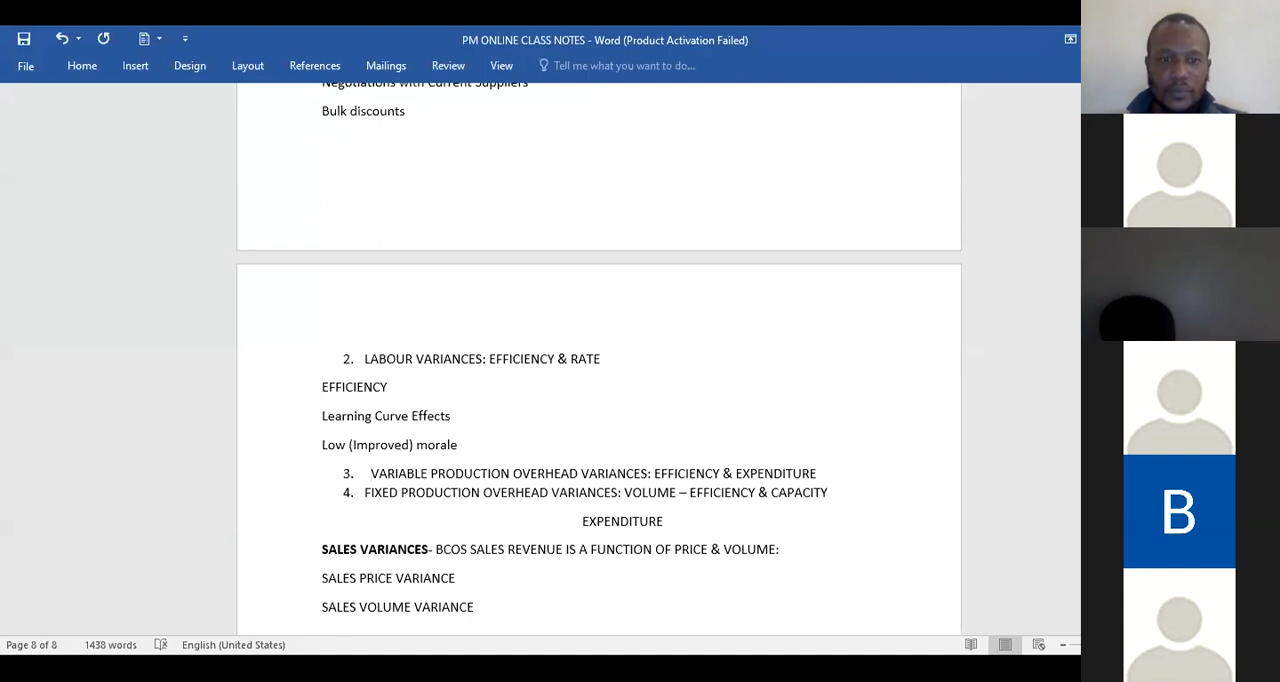 PM ONLINE CLASS NOTES - Word (Product Activation Failed)
File Home Insert Design Layout References Mailings Review View Tell me what you want to do...
Negotiations with Current Suppliers
Bulk discounts
2. LABOUR VARIANCES: EFFICIENCY & RATE
EFFICIENCY
Learning Curve Effects
Low (Improved) morale
3. VARIABLE PRODUCTION OVERHEAD VARIANCES: EFFICIENCY & EXPENDITURE
4. FIXED PRODUCTION OVERHEAD VARIANCES: VOLUME – EFFICIENCY & CAPACITY
EXPENDITURE
SALES VARIANCES- BCOS SALES REVENUE IS A FUNCTION OF PRICE & VOLUME:
SALES PRICE VARIANCE
SALES VOLUME VARIANCE
B
Page 8 of 8 1438 words English (United States)